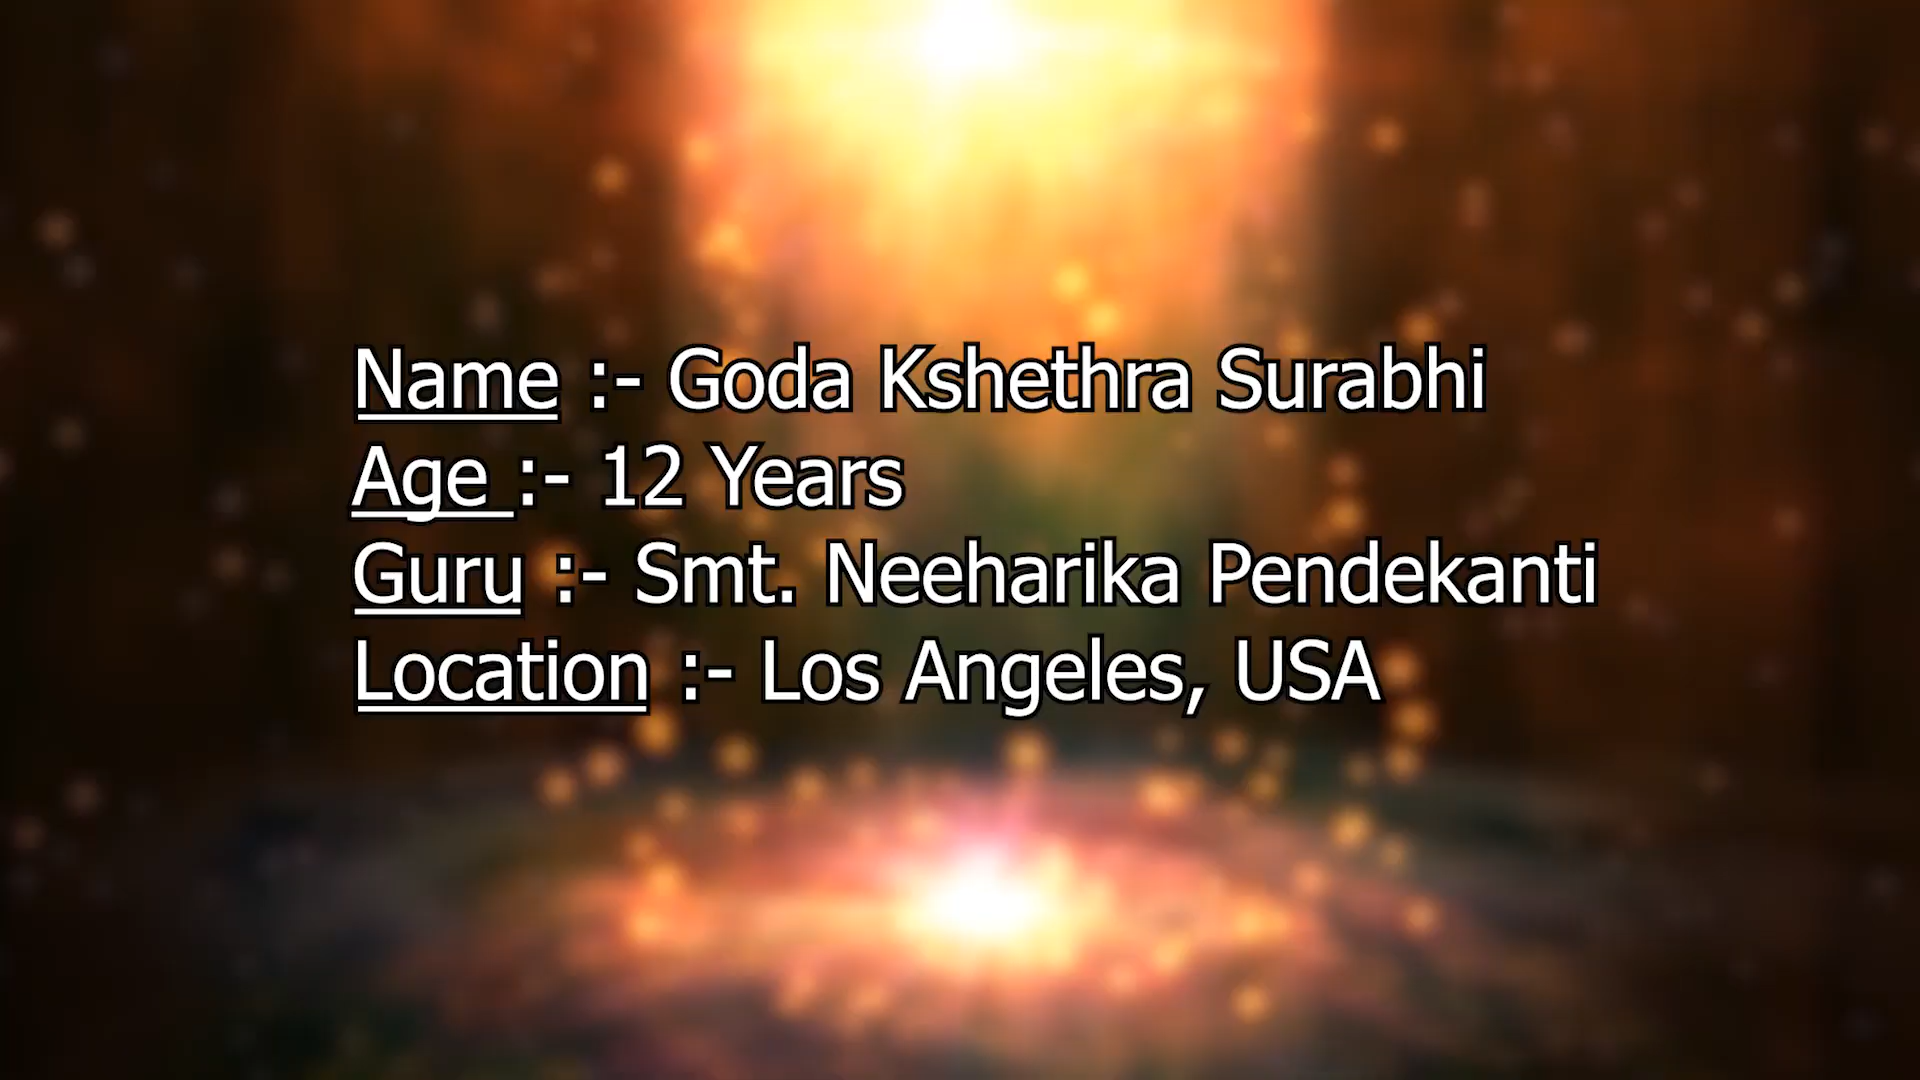 Name :- Goda Kshethra Surabhi
Age :- 12 Years
Guru :- Smt. Neeharika Pendekanti
Location :- Los Angeles, USA